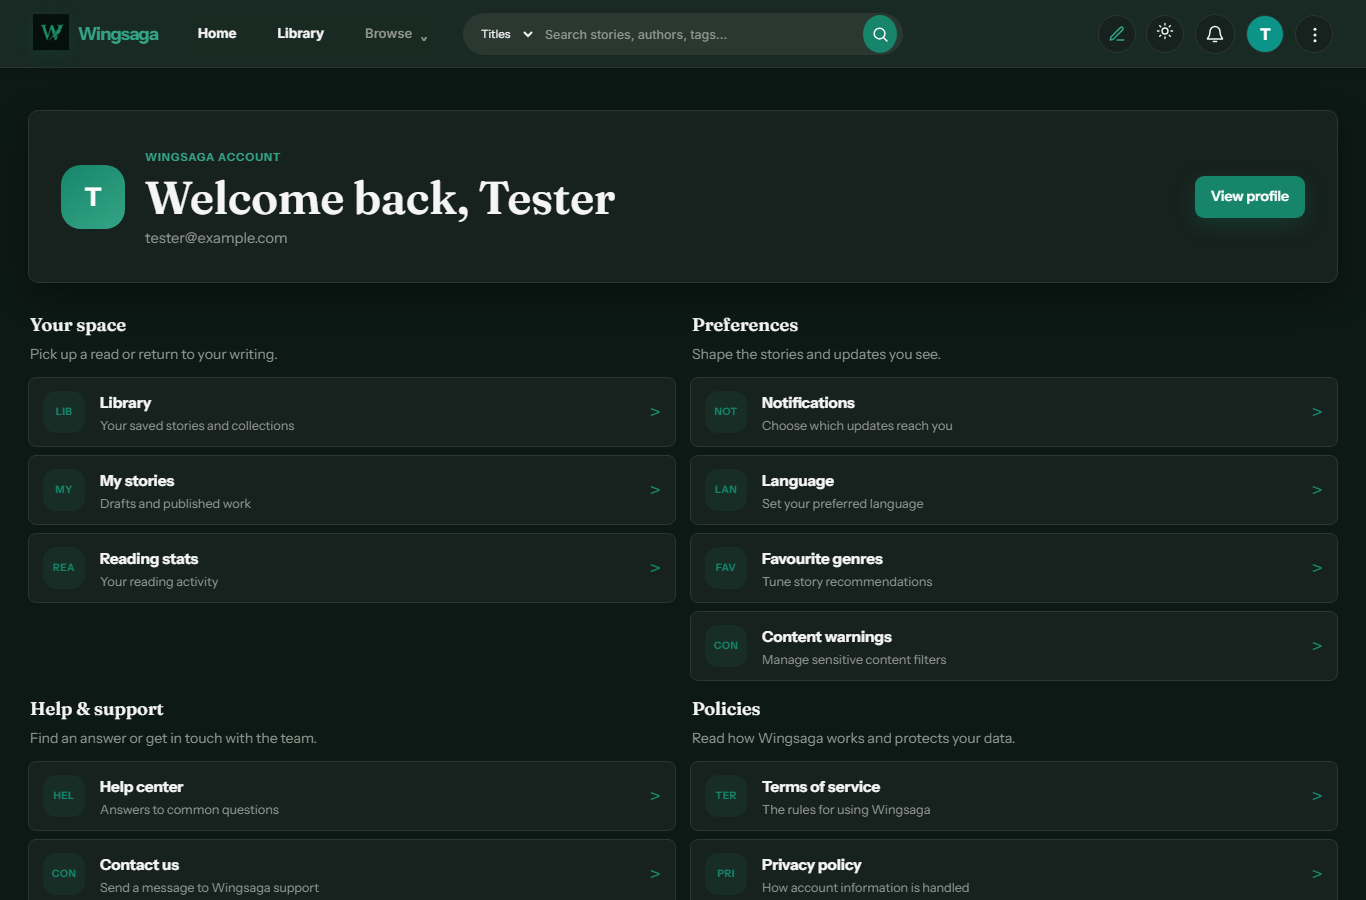 W Wingsaga Home Library Browse Titles Search stories, authors, tags... T
WINGSAGA ACCOUNT
T
Welcome back, Tester
tester@example.com
View profile
Your space
Pick up a read or return to your writing.
LIB
Library
Your saved stories and collections
>
MY
My stories
Drafts and published work
>
REA
Reading stats
Your reading activity
>
Preferences
Shape the stories and updates you see.
NOT
Notifications
Choose which updates reach you
>
LAN
Language
Set your preferred language
>
FAV
Favourite genres
Tune story recommendations
>
CON
Content warnings
Manage sensitive content filters
>
Help & support
Find an answer or get in touch with the team.
HEL
Help center
Answers to common questions
>
CON
Contact us
Send a message to Wingsaga support
>
Policies
Read how Wingsaga works and protects your data.
TER
Terms of service
The rules for using Wingsaga
>
PRI
Privacy policy
How account information is handled
>